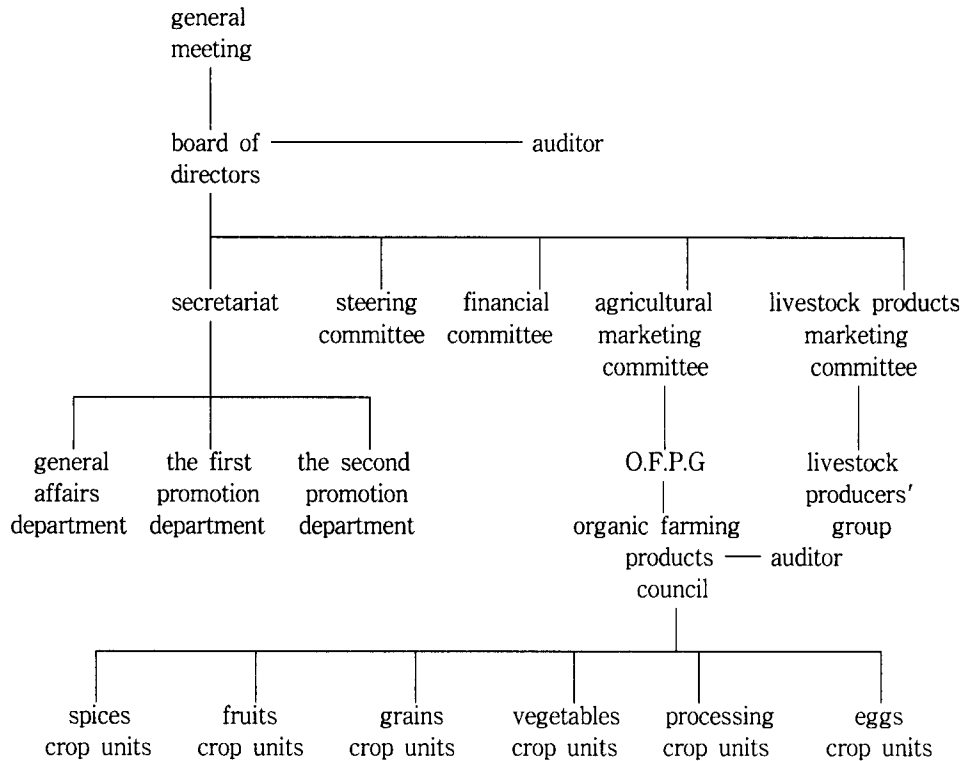 general
meeting
board of
directors
auditor
secretariat
steering
committee
financial
committee
agricultural
marketing
committee
livestock products
marketing
committee
general
affairs
department
the first
promotion
department
the second
promotion
department
O.F.P.G
livestock
producers'
group
organic farming
products
council
auditor
spices
crop units
fruits
crop units
grains
crop units
vegetables
crop units
processing
crop units
eggs
crop units